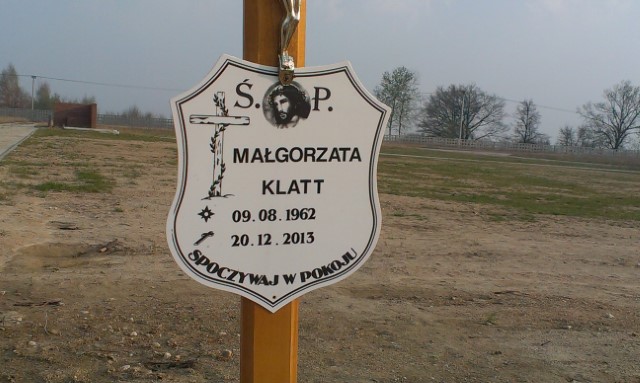 Ś. P.
MAŁGORZATA
KLATT
09.08.1962
20.12.2013
SPOCZYWAJ W POKOJU